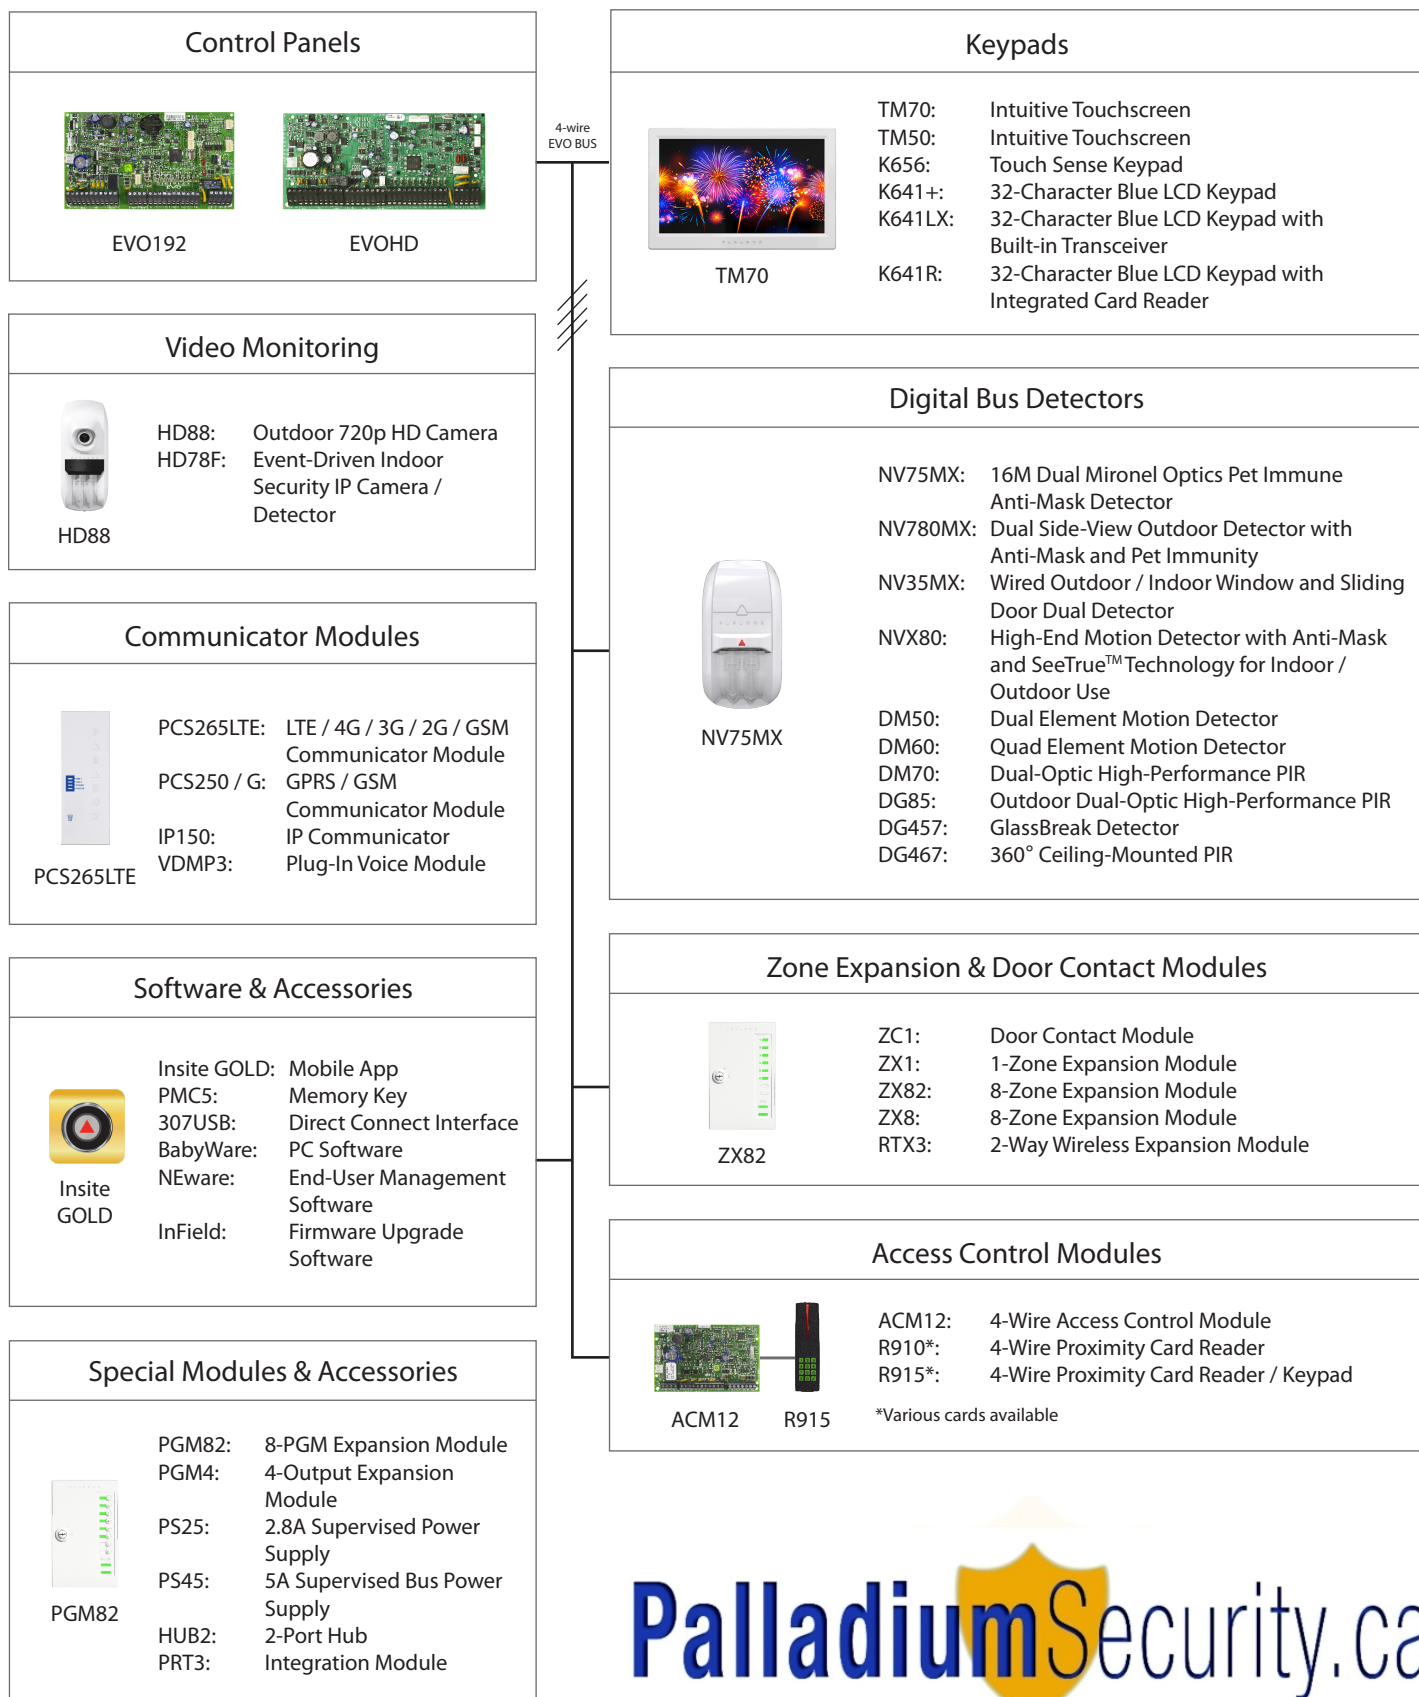 Control Panels
EVO192
EVOHD
4-wire
EVO BUS
Keypads
PARADOX
TM70
TM70: Intuitive Touchscreen
TM50: Intuitive Touchscreen
K656: Touch Sense Keypad
K641+: 32-Character Blue LCD Keypad
K641LX: 32-Character Blue LCD Keypad with
Built-in Transceiver
K641R: 32-Character Blue LCD Keypad with
Integrated Card Reader
Video Monitoring
HD88
HD88: Outdoor 720p HD Camera
HD78F: Event-Driven Indoor
Security IP Camera /
Detector
Digital Bus Detectors
PARADOX
NV75MX
NV75MX: 16M Dual Mironel Optics Pet Immune
Anti-Mask Detector
NV780MX: Dual Side-View Outdoor Detector with
Anti-Mask and Pet Immunity
NV35MX: Wired Outdoor / Indoor Window and Sliding
Door Dual Detector
NVX80: High-End Motion Detector with Anti-Mask
and SeeTrue™ Technology for Indoor /
Outdoor Use
DM50: Dual Element Motion Detector
DM60: Quad Element Motion Detector
DM70: Dual-Optic High-Performance PIR
DG85: Outdoor Dual-Optic High-Performance PIR
DG457: GlassBreak Detector
DG467: 360° Ceiling-Mounted PIR
Communicator Modules
PCS265LTE
PCS265LTE: LTE / 4G / 3G / 2G / GSM
Communicator Module
PCS250 / G: GPRS / GSM
Communicator Module
IP150: IP Communicator
VDMP3: Plug-In Voice Module
Software & Accessories
Insite
GOLD
Insite GOLD: Mobile App
PMC5: Memory Key
307USB: Direct Connect Interface
BabyWare: PC Software
NEware: End-User Management
Software
InField: Firmware Upgrade
Software
Zone Expansion & Door Contact Modules
ZX82
ZC1: Door Contact Module
ZX1: 1-Zone Expansion Module
ZX82: 8-Zone Expansion Module
ZX8: 8-Zone Expansion Module
RTX3: 2-Way Wireless Expansion Module
Access Control Modules
ACM12
R915
ACM12: 4-Wire Access Control Module
R910*: 4-Wire Proximity Card Reader
R915*: 4-Wire Proximity Card Reader / Keypad
*Various cards available
Special Modules & Accessories
PGM82
PGM82: 8-PGM Expansion Module
PGM4: 4-Output Expansion
Module
PS25: 2.8A Supervised Power
Supply
PS45: 5A Supervised Bus Power
Supply
HUB2: 2-Port Hub
PRT3: Integration Module
PalladiumSecurity.ca